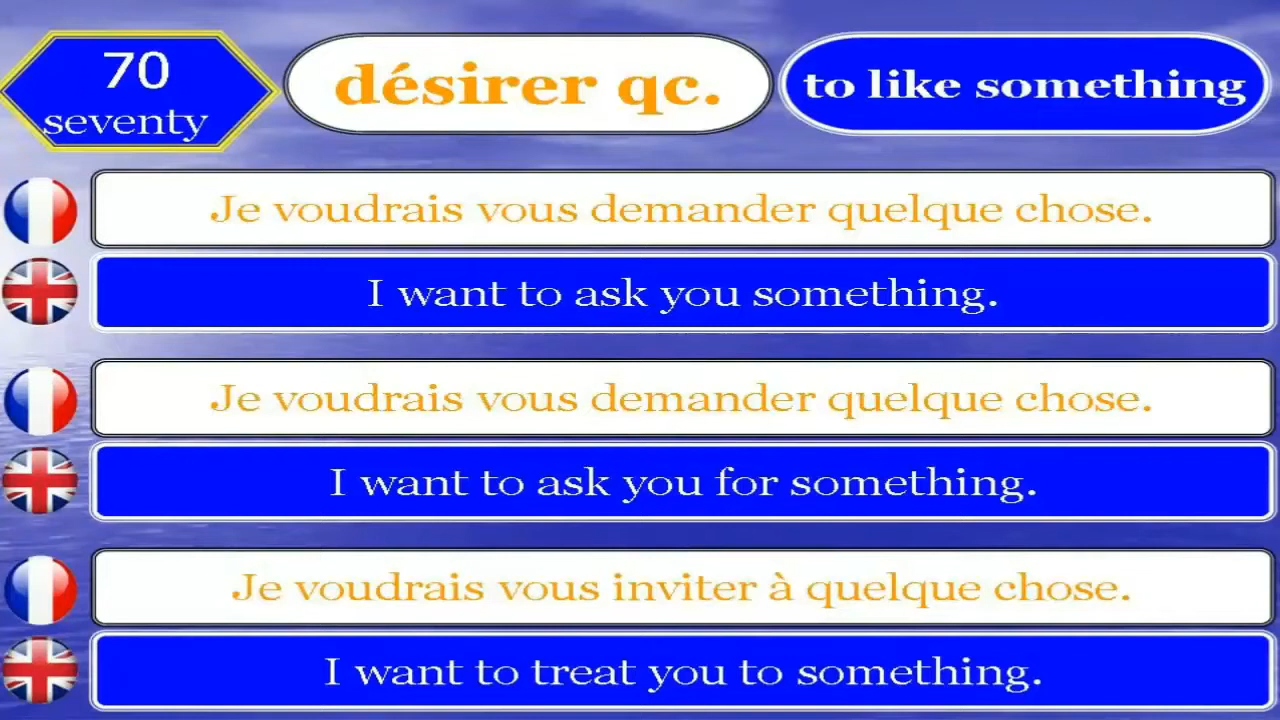 70
seventy
désirer qc.
to like something
Je voudrais vous demander quelque chose.
I want to ask you something.
Je voudrais vous demander quelque chose.
I want to ask you for something.
Je voudrais vous inviter à quelque chose.
I want to treat you to something.